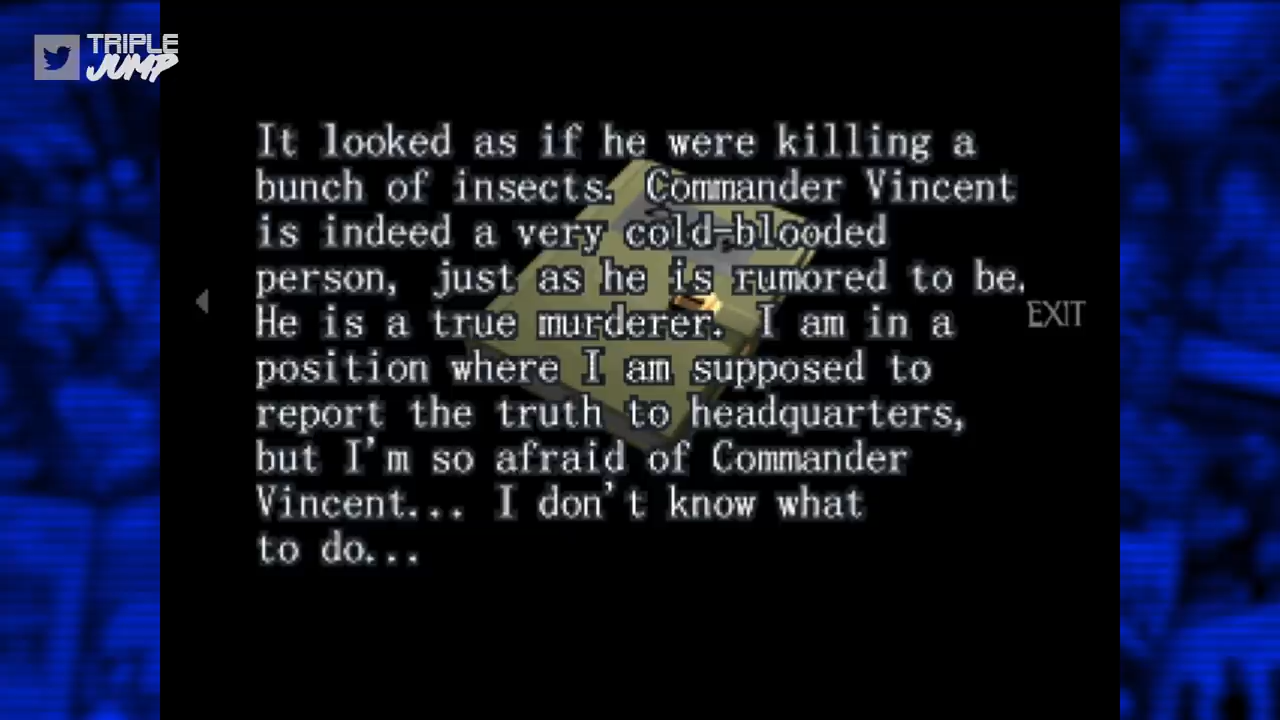 TRIPLE
JUMP
It looked as if he were killing a
bunch of insects. Commander Vincent
is indeed a very cold-blooded
person, just as he is rumored to be.
He is a true murderer. I am in a
position where I am supposed to
report the truth to headquarters,
but I'm so afraid of Commander
Vincent... I don't know what
to do...
EXIT